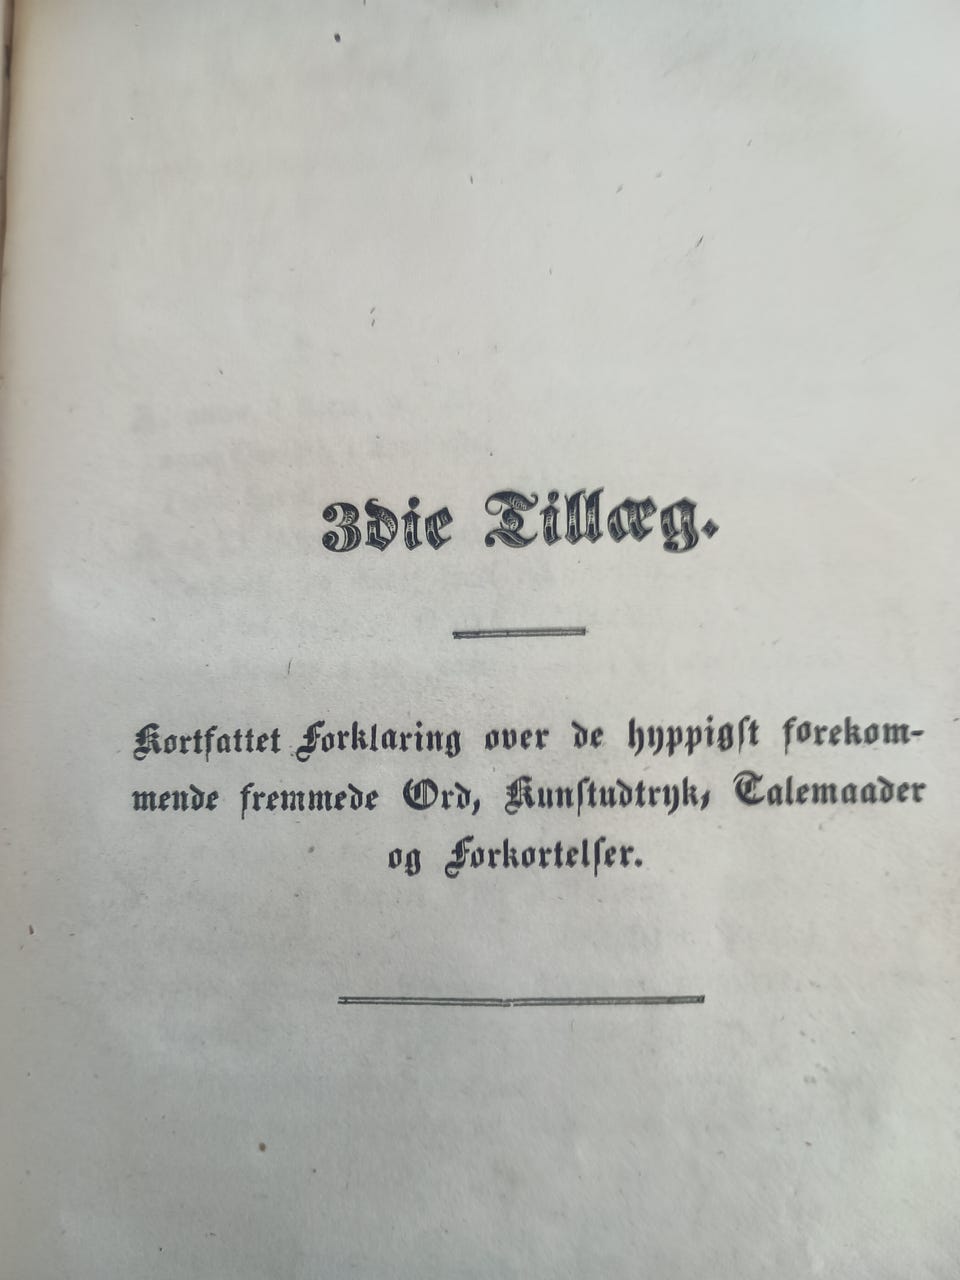 3die Tillæg.
Kortfattet Forklaring over de hyppigst forekom-
mende fremmede Ord, Kunstudtryk, Talemaader
og Forkortelser.